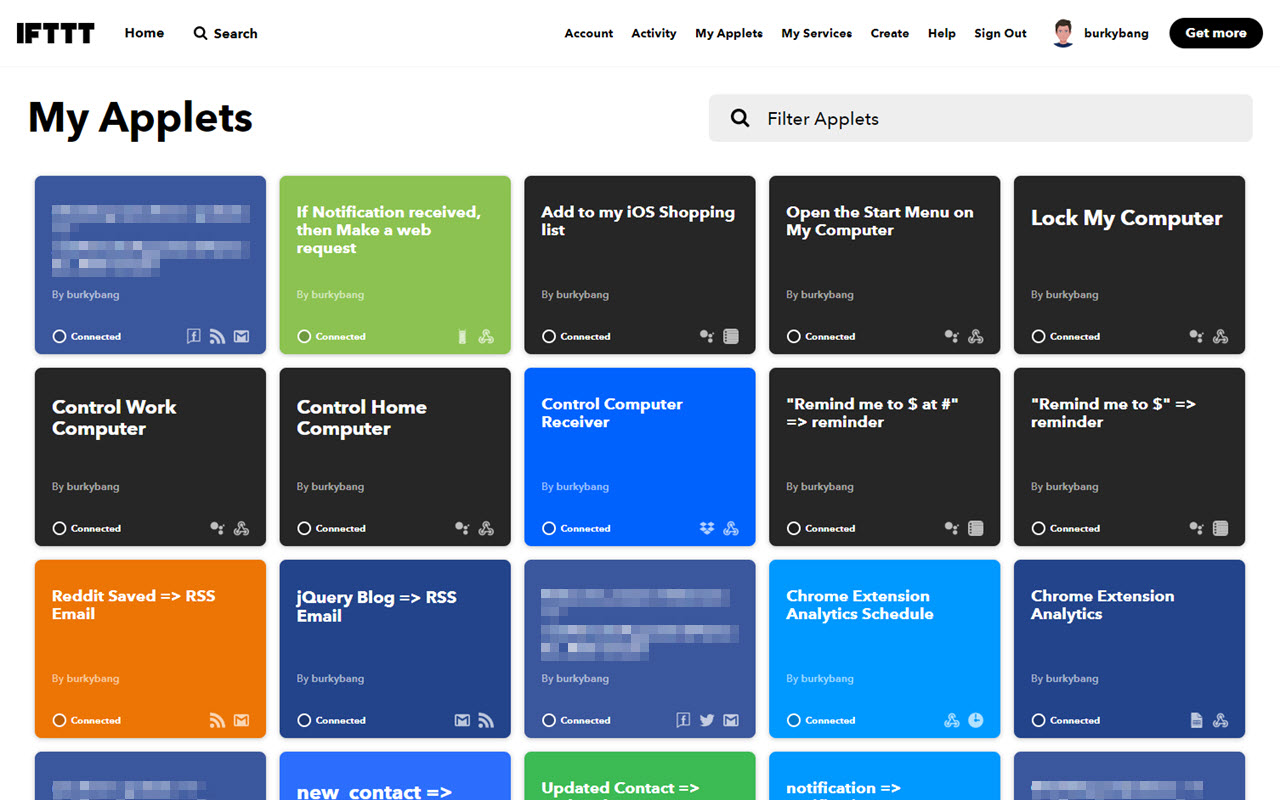 IFTTT Home Search Account Activity My Applets My Services Create Help Sign Out burkybang Get more
My Applets
Filter Applets
By burkybang
Connected
If Notification received,
then Make a web
request
By burkybang
Connected
Add to my iOS Shopping
list
By burkybang
Connected
Open the Start Menu on
My Computer
By burkybang
Connected
Lock My Computer
By burkybang
Connected
Control Work
Computer
By burkybang
Connected
Control Home
Computer
By burkybang
Connected
Control Computer
Receiver
By burkybang
Connected
"Remind me to $ at #"
=> reminder
By burkybang
Connected
"Remind me to $" =>
reminder
By burkybang
Connected
Reddit Saved => RSS
Email
By burkybang
Connected
jQuery Blog => RSS
Email
By burkybang
Connected
By burkybang
Connected
Chrome Extension
Analytics Schedule
By burkybang
Connected
Chrome Extension
Analytics
By burkybang
Connected
new_contact =>
Updated Contact =>
notification =>